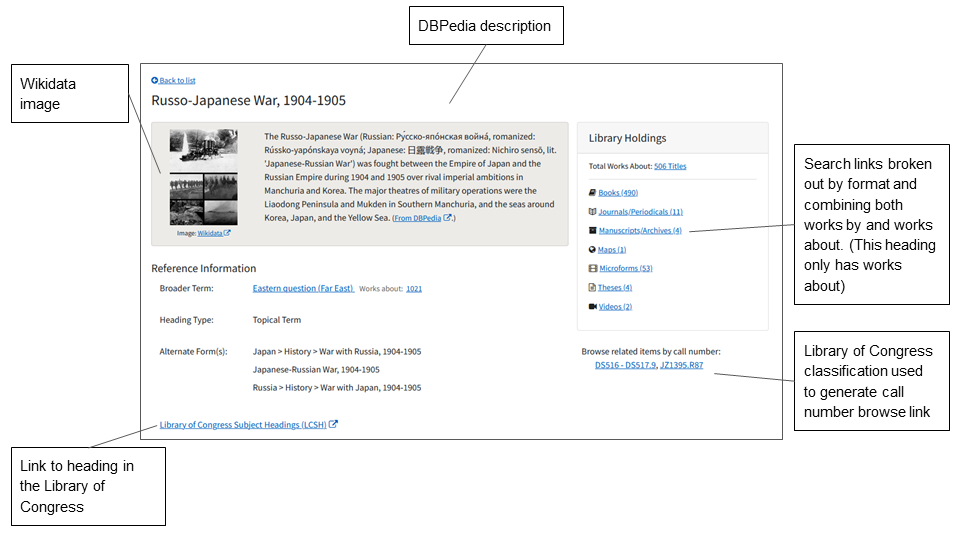 DBPedia description
Wikidata
image
Back to list
Russo-Japanese War, 1904-1905
The Russo-Japanese War (Russian: Ру́сско-япóнская войнá, romanized:
Rússko-yapónskaya voyná; Japanese: 日露戦争, romanized: Nichiro sensō, lit.
'Japanese-Russian War') was fought between the Empire of Japan and the
Russian Empire during 1904 and 1905 over rival imperial ambitions in
Manchuria and Korea. The major theatres of military operations were the
Liaodong Peninsula and Mukden in Southern Manchuria, and the seas around
Korea, Japan, and the Yellow Sea. (From DBPedia .)
Image: Wikidata
Library Holdings
Total Works About: 506 Titles
Books (490)
Journals/Periodicals (11)
Manuscripts/Archives (4)
Maps (1)
Microforms (53)
Theses (4)
Videos (2)
Search links broken
out by format and
combining both
works by and works
about. (This heading
only has works
about)
Reference Information
Broader Term: Eastern question (Far East) Works about: 1021
Heading Type: Topical Term
Alternate Form(s): Japan > History > War with Russia, 1904-1905
Japanese-Russian War, 1904-1905
Russia > History > War with Japan, 1904-1905
Browse related items by call number:
DS516 - DS517.9, JZ1395.R87
Library of Congress
classification used
to generate call
number browse link
Library of Congress Subject Headings (LCSH)
Link to heading in
the Library of
Congress